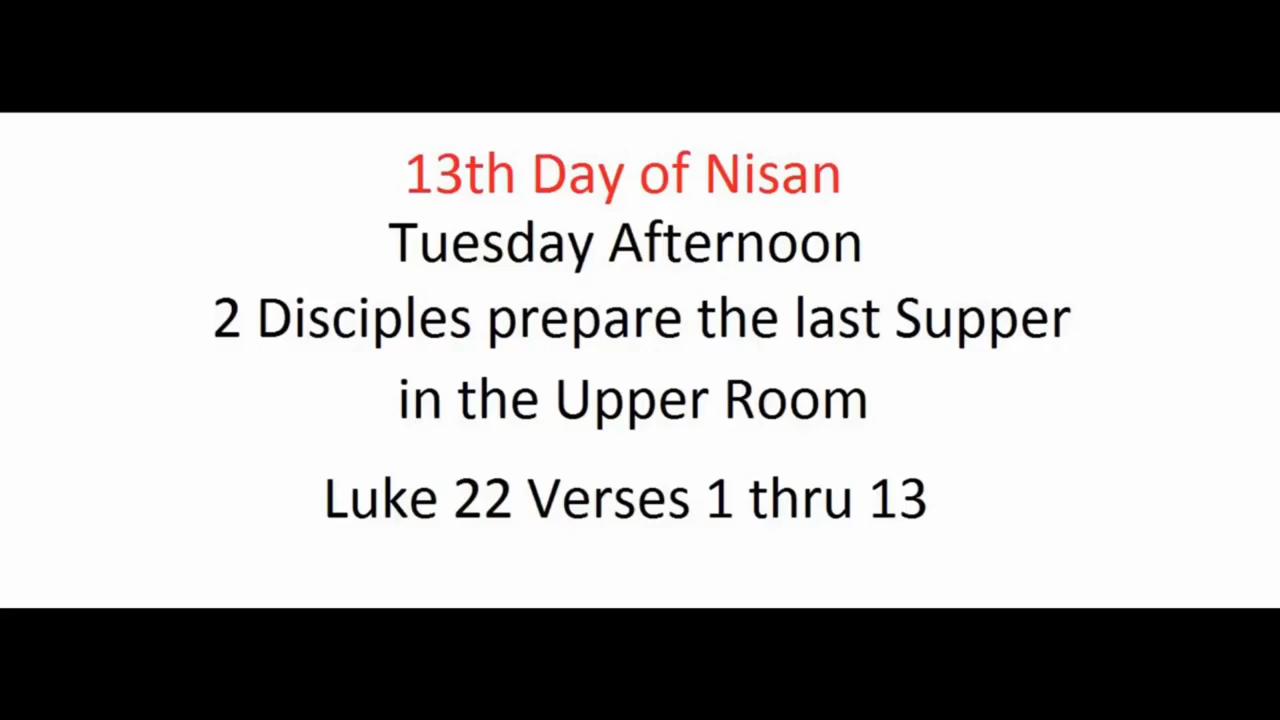 13th Day of Nisan
Tuesday Afternoon
2 Disciples prepare the last Supper
in the Upper Room
Luke 22 Verses 1 thru 13